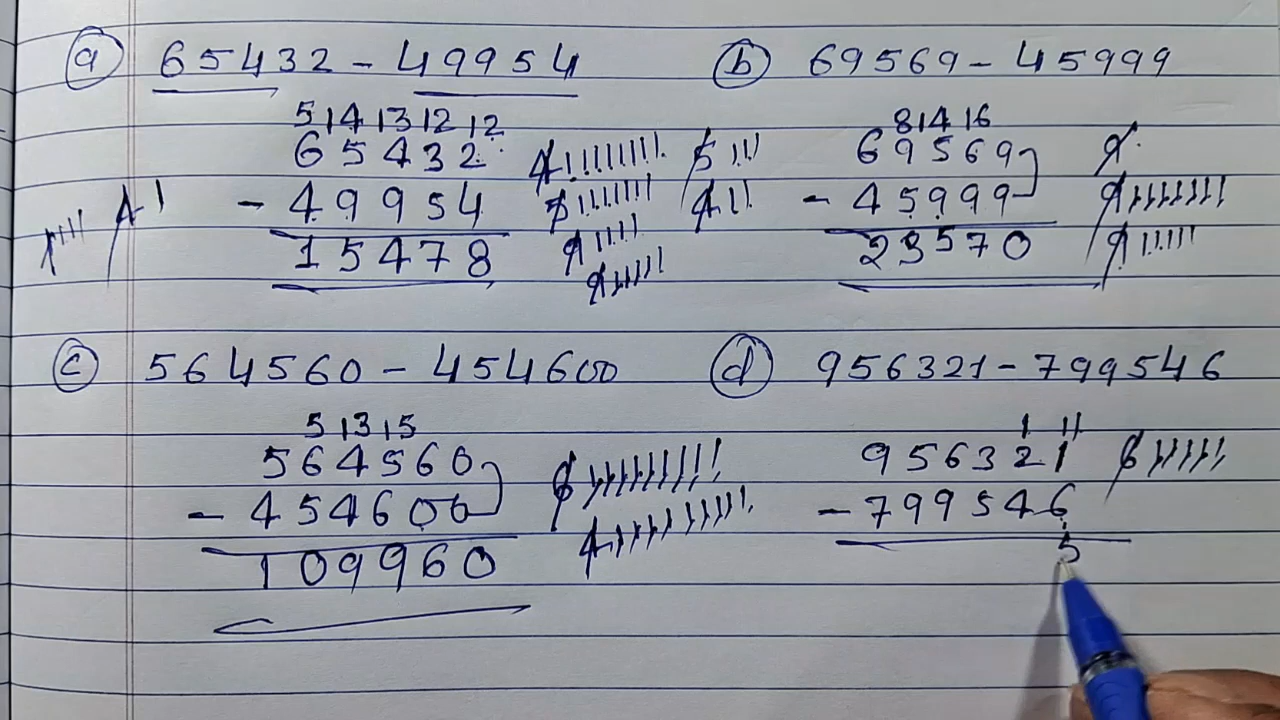 a 65432 - 49954
b 69569 - 45999
5 14 13 12 12
65432
- 49954
15478
8 14 16
69569
- 45999
23570
c 564560 - 454600
d 956321 - 799546
5 13 15
564560
- 454600
109960
1 11
956321
- 799546
5